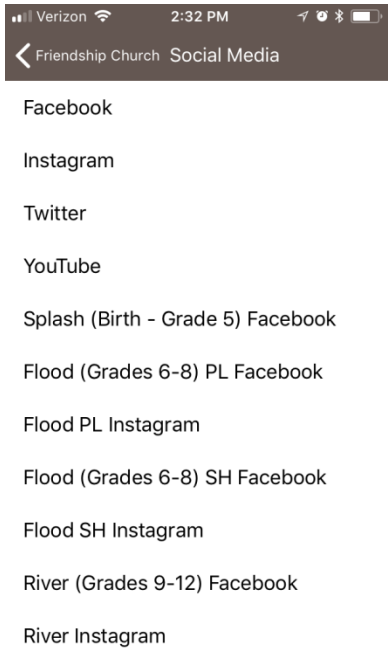 Verizon 2:32 PM
Friendship Church Social Media
Facebook
Instagram
Twitter
YouTube
Splash (Birth - Grade 5) Facebook
Flood (Grades 6-8) PL Facebook
Flood PL Instagram
Flood (Grades 6-8) SH Facebook
Flood SH Instagram
River (Grades 9-12) Facebook
River Instagram